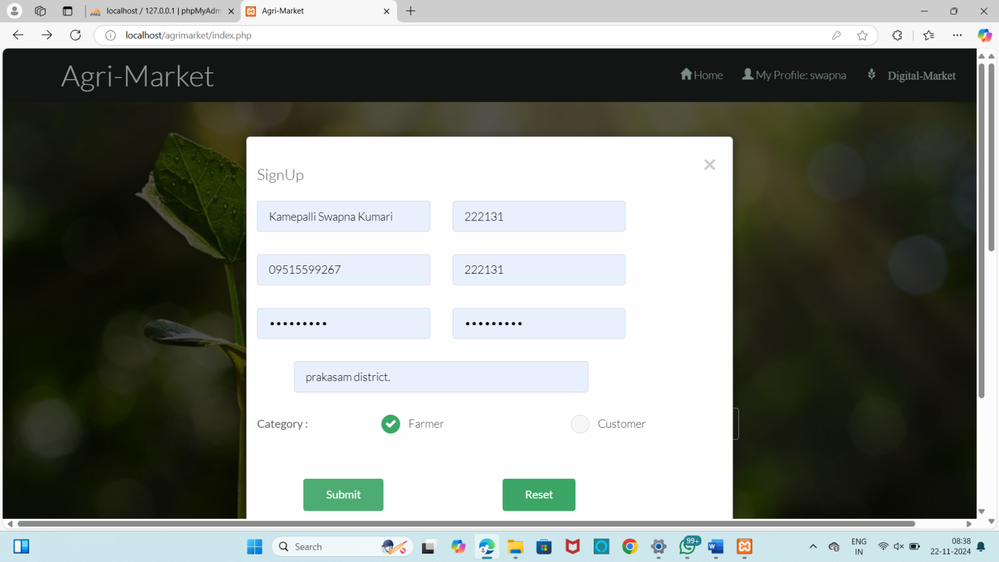 localhost / 127.0.0.1 | phpMyAdm
Agri-Market
localhost/agrimarket/index.php
Agri-Market
Home
My Profile: swapna
Digital-Market
SignUp
Kamepalli Swapna Kumari
222131
09515599267
222131
prakasam district.
Category :
Farmer
Customer
Submit
Reset
Search
99+
ENG
IN
08:38
22-11-2024